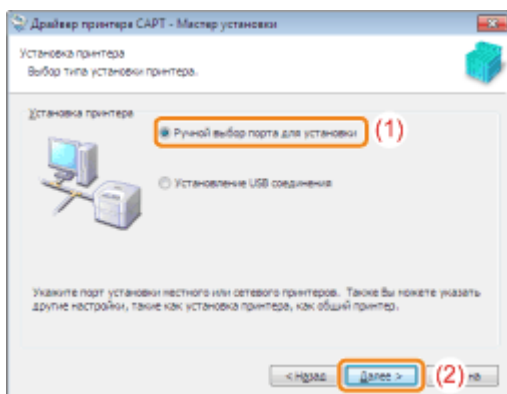 Драйвер принтера CAPT - Мастер установки
Установка принтера
Выбор типа установки принтера.
Установка принтера
Ручной выбор порта для установки
(1)
Установление USB соединения
Укажите порт установки местного или сетевого принтеров. Также Вы можете указать
другие настройки, такие как установка принтера, как общий принтер.
< Назад
Далее >
(2)
на